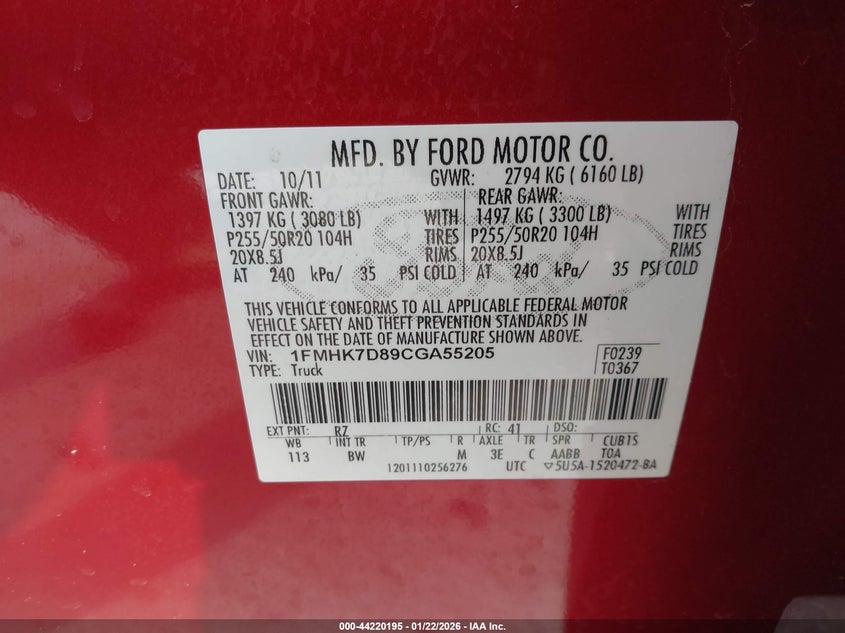 MFD. BY FORD MOTOR CO.
DATE: 10/11 GVWR: 2794 KG ( 6160 LB)
FRONT GAWR: REAR GAWR:
1397 KG ( 3080 LB) WITH 1497 KG ( 3300 LB) WITH
P255/50R20 104H TIRES P255/50R20 104H TIRES
20X8.5J RIMS 20X8.5J RIMS
AT 240 kPa/ 35 PSI COLD AT 240 kPa/ 35 PSI COLD
THIS VEHICLE CONFORMS TO ALL APPLICABLE FEDERAL MOTOR
VEHICLE SAFETY AND THEFT PREVENTION STANDARDS IN
EFFECT ON THE DATE OF MANUFACTURE SHOWN ABOVE.
VIN: 1FMHK7D89CGA55205 F0239
TYPE: Truck T0367
EXT PNT: RZ RC: 41 DSO:
WB INT TR TP/PS R AXLE TR SPR CUB1S
113 BW M 3E C AABB TOA
1201110256276 UTC ▽5U5A-1520472-BA
000-44220195 - 01/22/2026 - IAA Inc.